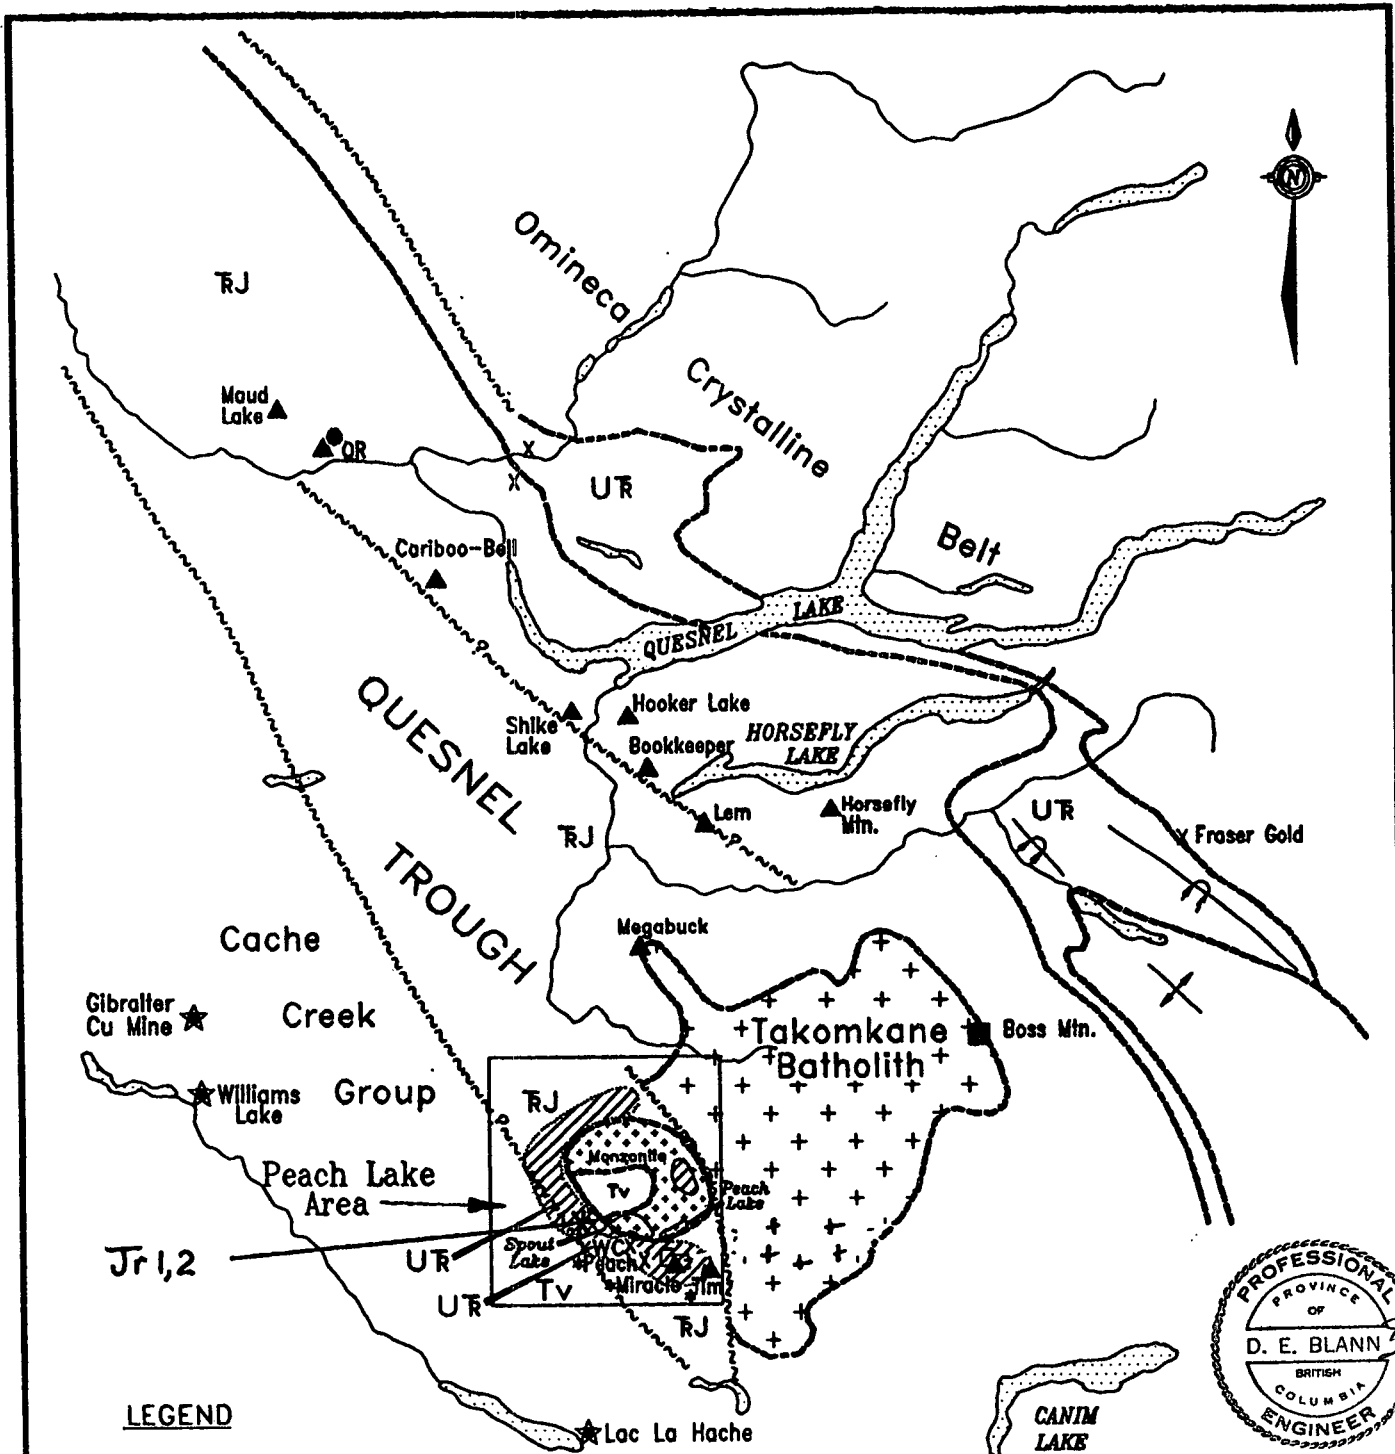 N
Omineca
Crystalline
Belt
TRJ
Maud
Lake
QR
X
X
UTR
Cariboo-Bell
?
QUESNEL LAKE
QUESNEL
TROUGH
Shike
Lake
Hooker Lake
Bookkeeper
HORSEFLY
LAKE
Lem
?
Horsefly
Mtn.
TRJ
UTR
X Fraser Gold
Cache
Creek
Group
Megabuck
Gibralter
Cu Mine
Takomkane
Batholith
Boss Mtn.
Williams
Lake
?
TRJ
Monzonite
Tv
Peach
Lake
Peach Lake
Area
Jr 1,2
UTR
Spout
Lake
WC
Peach
Miracle
Tim
UTR
Tv
TRJ
PROFESSIONAL
PROVINCE
OF
D. E. BLANN
BRITISH
COLUMBIA
ENGINEER
LEGEND
Lac La Hache
CANIM
LAKE